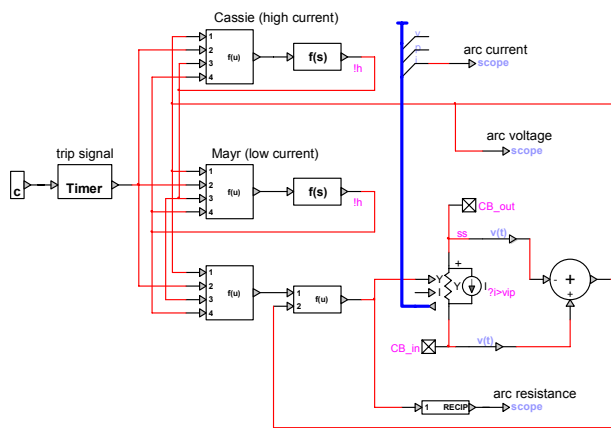 Cassie (high current)
1
2
3
4
f(u)
f(s)
!h
v
p
i
arc current
scope
trip signal
c
Timer
Mayr (low current)
1
2
3
4
f(u)
f(s)
!h
arc voltage
scope
CB_out
ss
v(t)
1
2
3
4
f(u)
1
2
f(u)
+
Y
I
Y
I
?i>vip
-
+
+
CB_in
v(t)
arc resistance
1
RECIP
scope